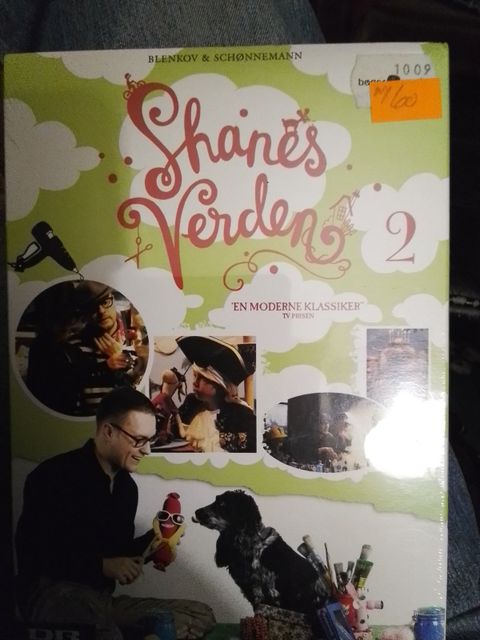 BLENKOV & SCHØNNEMANN
1009
Shanes
Verden
2
"EN MODERNE KLASSIKER"
TV PRISEN